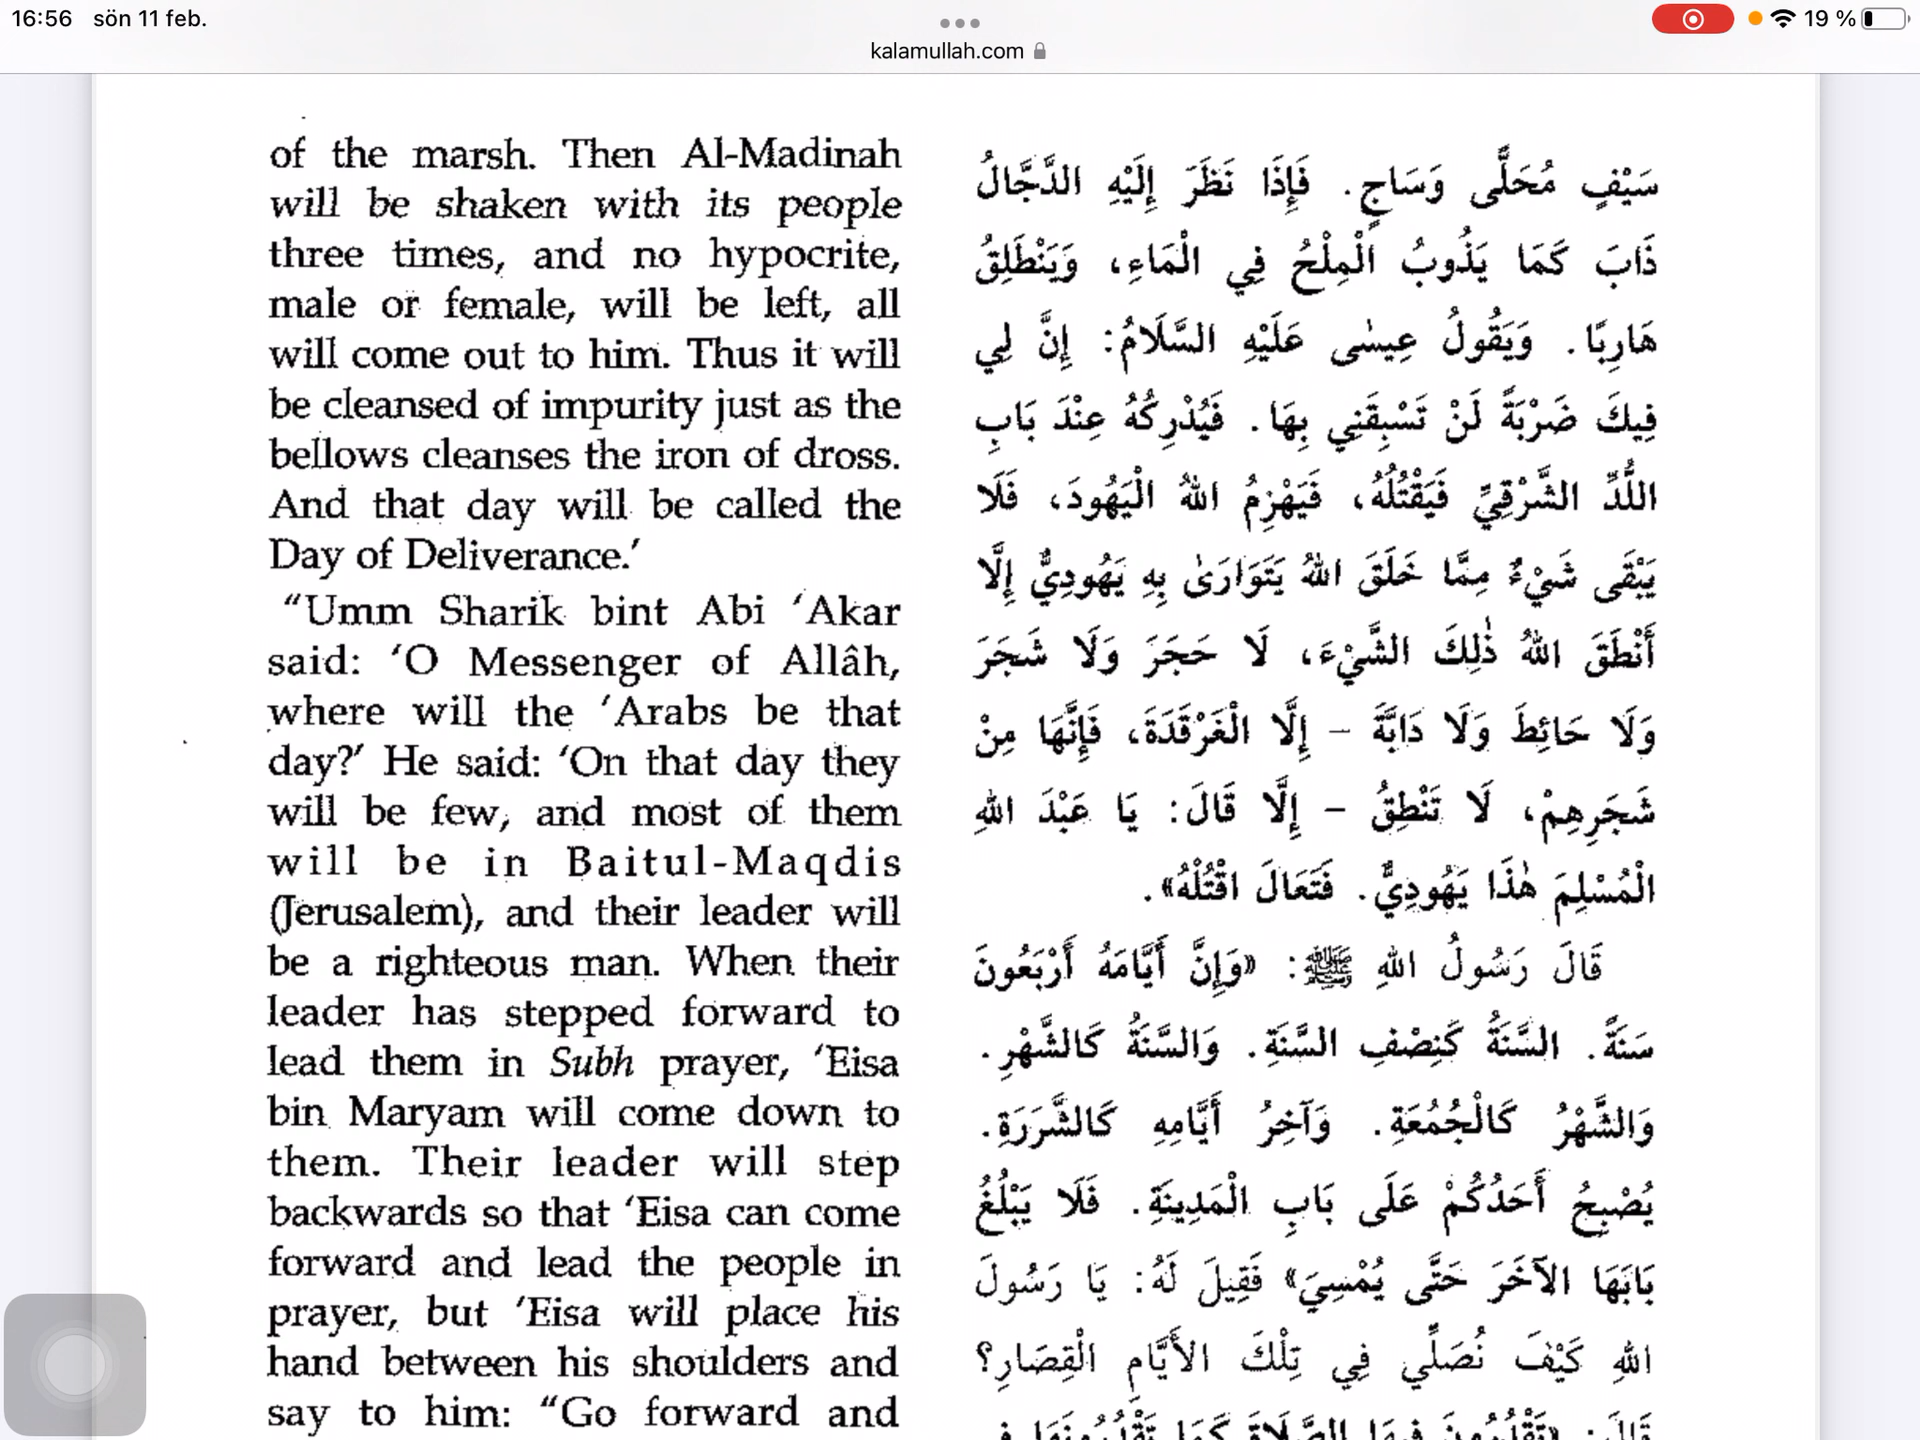 16:56 sön 11 feb.
19 %
kalamullah.com
of the marsh. Then Al-Madinah
will be shaken with its people
three times, and no hypocrite,
male or female, will be left, all
will come out to him. Thus it will
be cleansed of impurity just as the
bellows cleanses the iron of dross.
And that day will be called the
Day of Deliverance.’
“Umm Sharik bint Abi ‘Akar
said: ‘O Messenger of Allâh,
where will the ‘Arabs be that
day?’ He said: ‘On that day they
will be few, and most of them
will be in Baitul-Maqdis
(Jerusalem), and their leader will
be a righteous man. When their
leader has stepped forward to
lead them in Subh prayer, ‘Eisa
bin Maryam will come down to
them. Their leader will step
backwards so that ‘Eisa can come
forward and lead the people in
prayer, but ‘Eisa will place his
hand between his shoulders and
say to him: “Go forward and
سَيْفٍ مُحَلًّى وَسَاجٍ. فَإِذَا نَظَرَ إِلَيْهِ الدَّجَّالُ
ذَابَ كَمَا يَذُوبُ الْمِلْحُ فِي الْمَاءِ، وَيَنْطَلِقُ
هَارِبًا. وَيَقُولُ عِيسٰى عَلَيْهِ السَّلَامُ: إِنَّ لِي
فِيكَ ضَرْبَةً لَنْ تَسْبِقَنِي بِهَا. فَيُدْرِكُهُ عِنْدَ بَابِ
اللُّدِّ الشَّرْقِيِّ فَيَقْتُلُهُ، فَيَهْزِمُ اللهُ الْيَهُودَ، فَلَا
يَبْقَى شَيْءٌ مِمَّا خَلَقَ اللهُ يَتَوَارَىٰ بِهِ يَهُودِيٌّ إِلَّا
أَنْطَقَ اللهُ ذٰلِكَ الشَّيْءَ، لَا حَجَرَ وَلَا شَجَرَ
وَلَا حَائِطَ وَلَا دَابَّةَ – إِلَّا الْغَرْقَدَةَ، فَإِنَّهَا مِنْ
شَجَرِهِمْ، لَا تَنْطِقُ – إِلَّا قَالَ: يَا عَبْدَ اللهِ
الْمُسْلِمَ هٰذَا يَهُودِيٌّ. فَتَعَالَ اقْتُلْهُ».
قَالَ رَسُولُ اللهِ ﷺ: «وَإِنَّ أَيَّامَهُ أَرْبَعُونَ
سَنَةً. السَّنَةُ كَنِصْفِ السَّنَةِ. وَالسَّنَةُ كَالشَّهْرِ.
وَالشَّهْرُ كَالْجُمُعَةِ. وَآخِرُ أَيَّامِهِ كَالشَّرَرَةِ.
يُصْبِحُ أَحَدُكُمْ عَلَى بَابِ الْمَدِينَةِ. فَلَا يَبْلُغُ
بَابَهَا الآخَرَ حَتَّى يُمْسِيَ» فَقِيلَ لَهُ: يَا رَسُولَ
اللهِ كَيْفَ نُصَلِّي فِي تِلْكَ الأَيَّامِ الْقِصَارِ؟
قَالَ: «تَقْدُرُونَ فِيهَا الصَّلَاةَ كَمَا تَقْدُرُونَهَا فِي